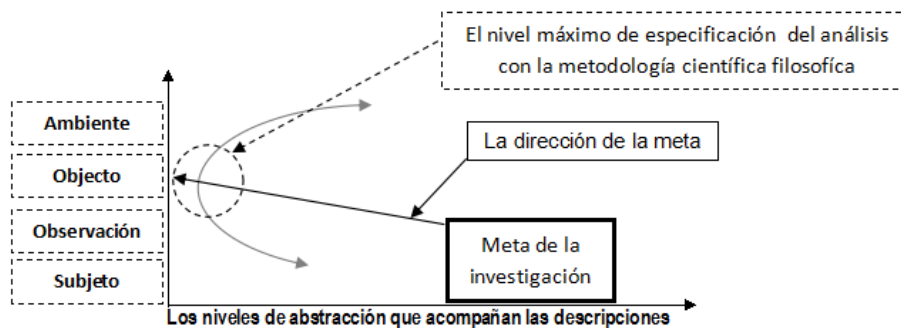 El nivel máximo de especificación del análisis
con la metodología científica filosofíca
Ambiente
La dirección de la meta
Objecto
Observación
Meta de la
investigación
Subjeto
Los niveles de abstracción que acompañan las descripciones